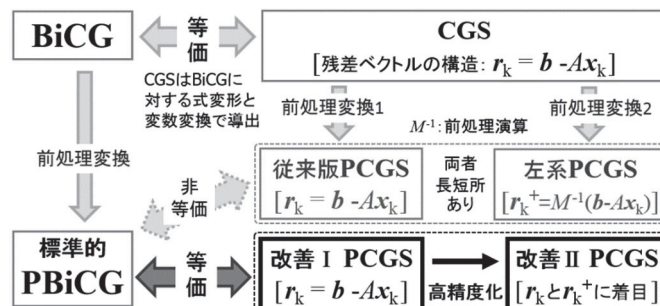 BiCG
等
価
CGS
[残差ベクトルの構造: rk = b -Axk]
CGSはBiCGに
対する式変形と
変数変換で導出
前処理変換1
前処理変換2
M-1:前処理演算
前処理変換
非
等価
従来版PCGS
[rk = b -Axk]
両者
長短所
あり
左系PCGS
[rk+=M-1(b-Axk)]
標準的
PBiCG
等
価
改善 I PCGS
[rk = b -Axk]
高精度化
改善 II PCGS
[rkとrk+に着目]